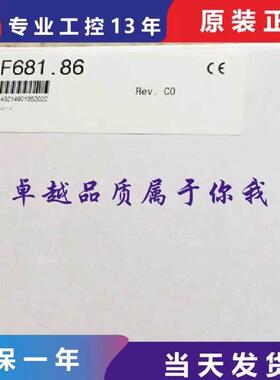 专业工控13年
原装正
F681.86
Rev. C0
卓越品质属于你我
保一年
当天发货